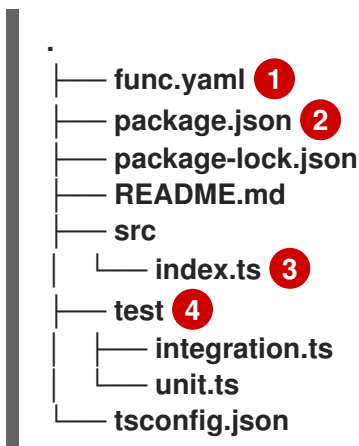 .
├── func.yaml 1
├── package.json 2
├── package-lock.json
├── README.md
├── src
│   └── index.ts 3
├── test 4
│   ├── integration.ts
│   └── unit.ts
└── tsconfig.json